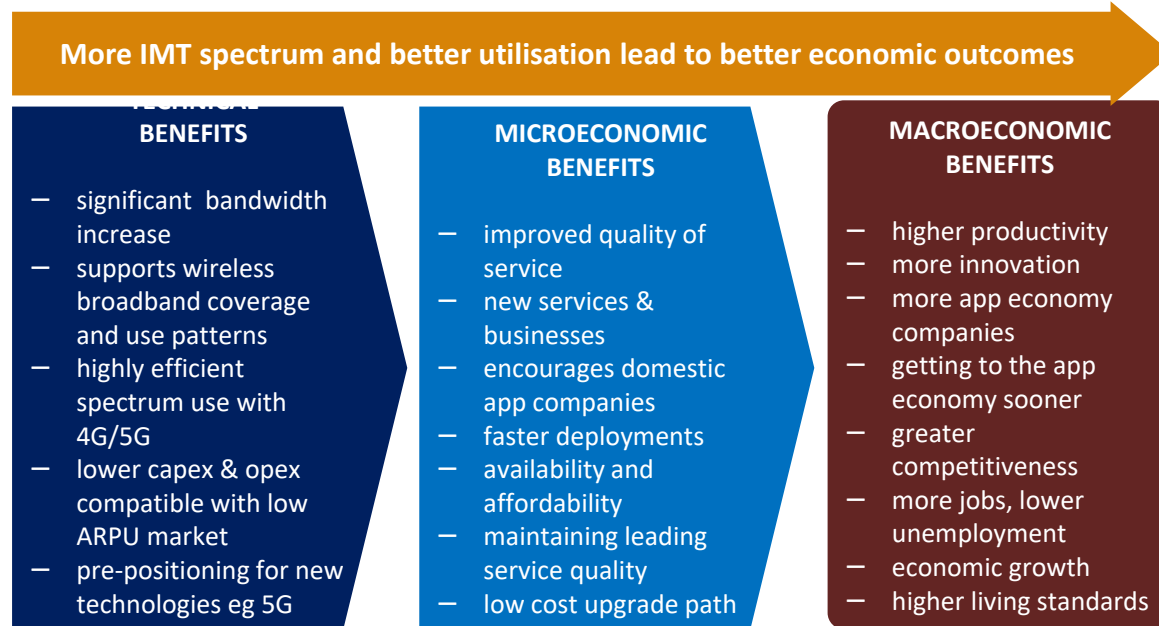 More IMT spectrum and better utilisation lead to better economic outcomes
TECHNICAL
BENEFITS
— significant  bandwidth
increase
— supports wireless
broadband coverage
and use patterns
— highly efficient
spectrum use with
4G/5G
— lower capex & opex
compatible with low
ARPU market
— pre-positioning for new
technologies eg 5G
MICROECONOMIC
BENEFITS
— improved quality of
service
— new services &
businesses
— encourages domestic
app companies
— faster deployments
— availability and
affordability
— maintaining leading
service quality
— low cost upgrade path
MACROECONOMIC
BENEFITS
— higher productivity
— more innovation
— more app economy
companies
— getting to the app
economy sooner
— greater
competitiveness
— more jobs, lower
unemployment
— economic growth
— higher living standards